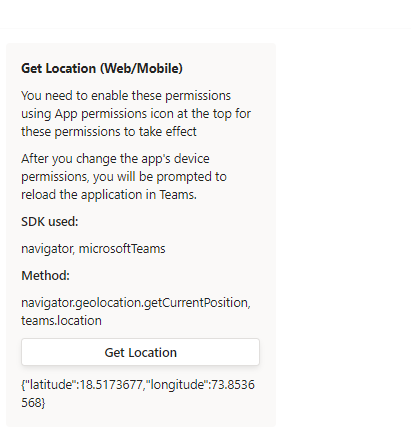 Get Location (Web/Mobile)
You need to enable these permissions
using App permissions icon at the top for
these permissions to take effect
After you change the app's device
permissions, you will be prompted to
reload the application in Teams.
SDK used:
navigator, microsoftTeams
Method:
navigator.geolocation.getCurrentPosition,
teams.location
Get Location
{"latitude":18.5173677,"longitude":73.8536
568}